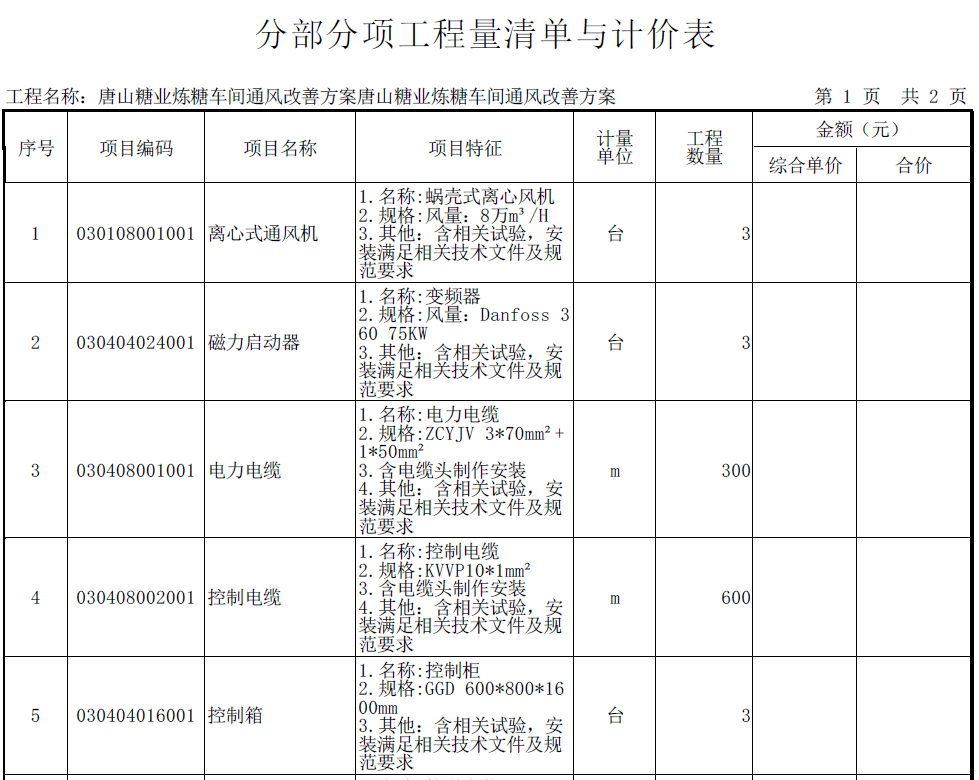 分部分项工程量清单与计价表
工程名称：唐山糖业炼糖车间通风改善方案唐山糖业炼糖车间通风改善方案 第 1 页 共 2 页
序号 项目编码 项目名称 项目特征 计量单位 工程数量 金额（元）
综合单价 合价
1 030108001001 离心式通风机
1.名称:蜗壳式离心风机
2.规格:风量：8万m³/H
3.其他：含相关试验，安
装满足相关技术文件及规
范要求
台 3
2 030404024001 磁力启动器
1.名称:变频器
2.规格:风量：Danfoss 3
60 75KW
3.其他：含相关试验，安
装满足相关技术文件及规
范要求
台 3
3 030408001001 电力电缆
1.名称:电力电缆
2.规格:ZCYJV 3*70mm²+
1*50mm²
3.含电缆头制作安装
4.其他：含相关试验，安
装满足相关技术文件及规
范要求
m 300
4 030408002001 控制电缆
1.名称:控制电缆
2.规格:KVVP10*1mm²
3.含电缆头制作安装
4.其他：含相关试验，安
装满足相关技术文件及规
范要求
m 600
5 030404016001 控制箱
1.名称:控制柜
2.规格:GGD 600*800*16
00mm
3.其他：含相关试验，安
装满足相关技术文件及规
范要求
台 3